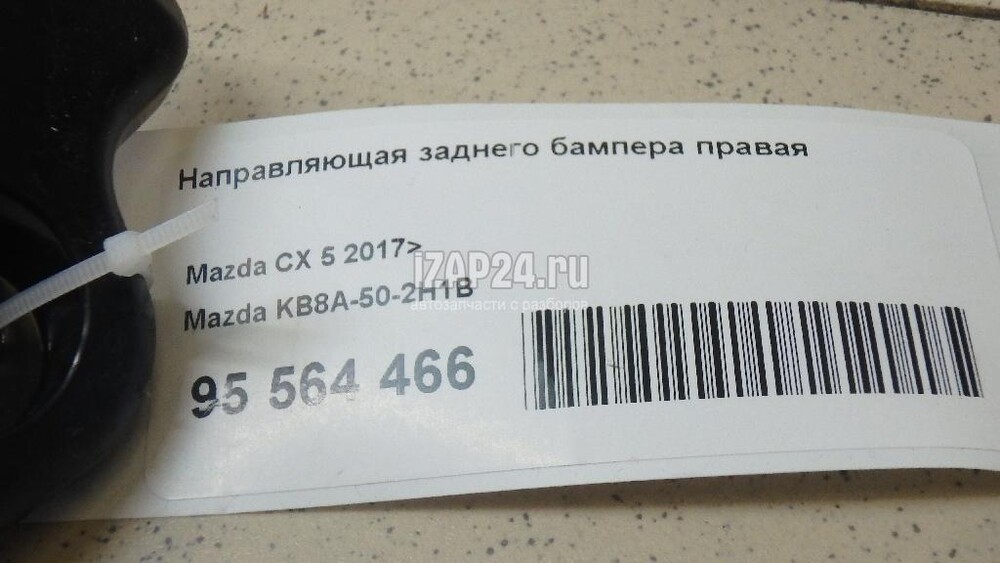 Направляющая заднего бампера правая
Mazda CX 5 2017>
iZAP24.ru
Mazda KB8A-50-2H1B
автозапчасти с разборов
95 564 466